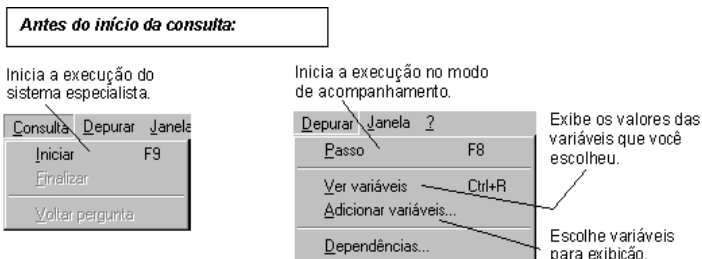 Antes do início da consulta:
Inicia a execução do
sistema especialista.
Consulta Depurar Janela
Iniciar F9
Finalizar
Voltar pergunta
Inicia a execução no modo
de acompanhamento.
Depurar Janela ?
Passo F8
Ver variáveis Ctrl+R
Adicionar variáveis...
Dependências...
Exibe os valores das
variáveis que você
escolheu.
Escolhe variáveis
para exibição.